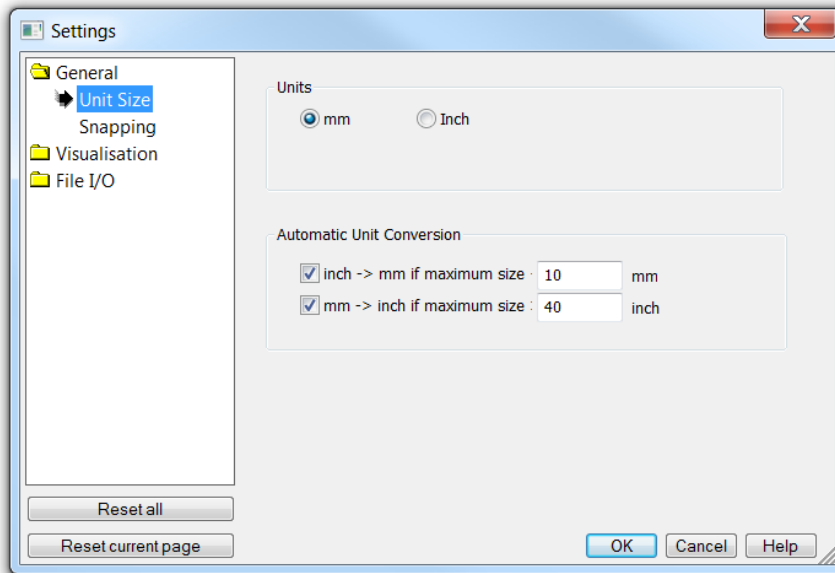 Settings
General
Unit Size
Snapping
Visualisation
File I/O
Units
mm
Inch
Automatic Unit Conversion
inch -> mm if maximum size
10
mm
mm -> inch if maximum size
40
inch
Reset all
Reset current page
OK
Cancel
Help